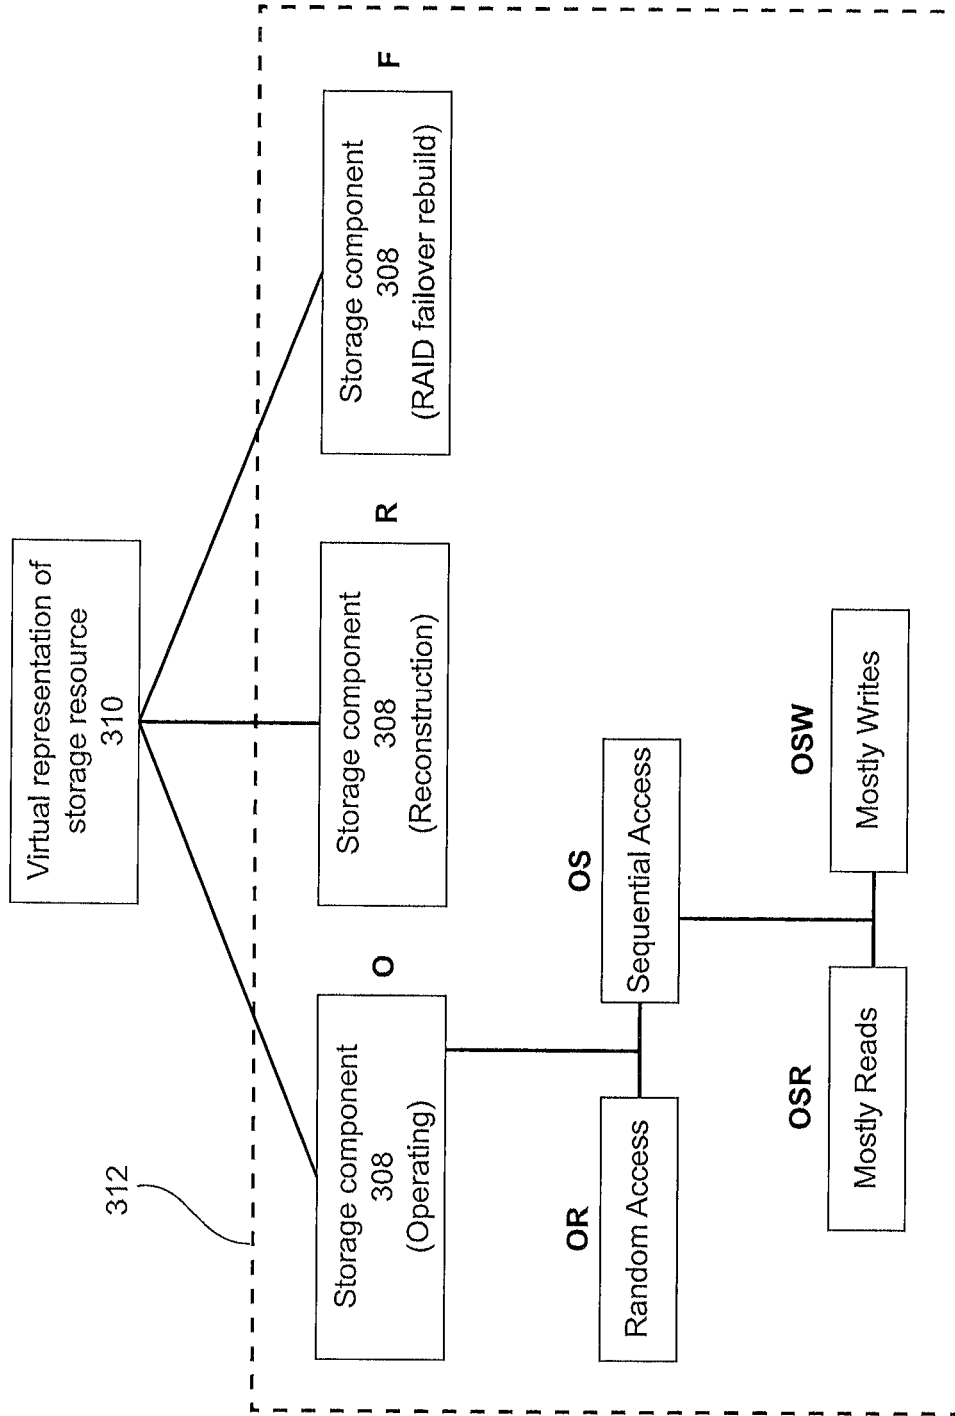 Virtual representation of
storage resource
310
312
Storage component
308
(Operating)
O
Storage component
308
(Reconstruction)
R
Storage component
308
(RAID failover rebuild)
F
OR
Random Access
OS
Sequential Access
OSR
Mostly Reads
OSW
Mostly Writes